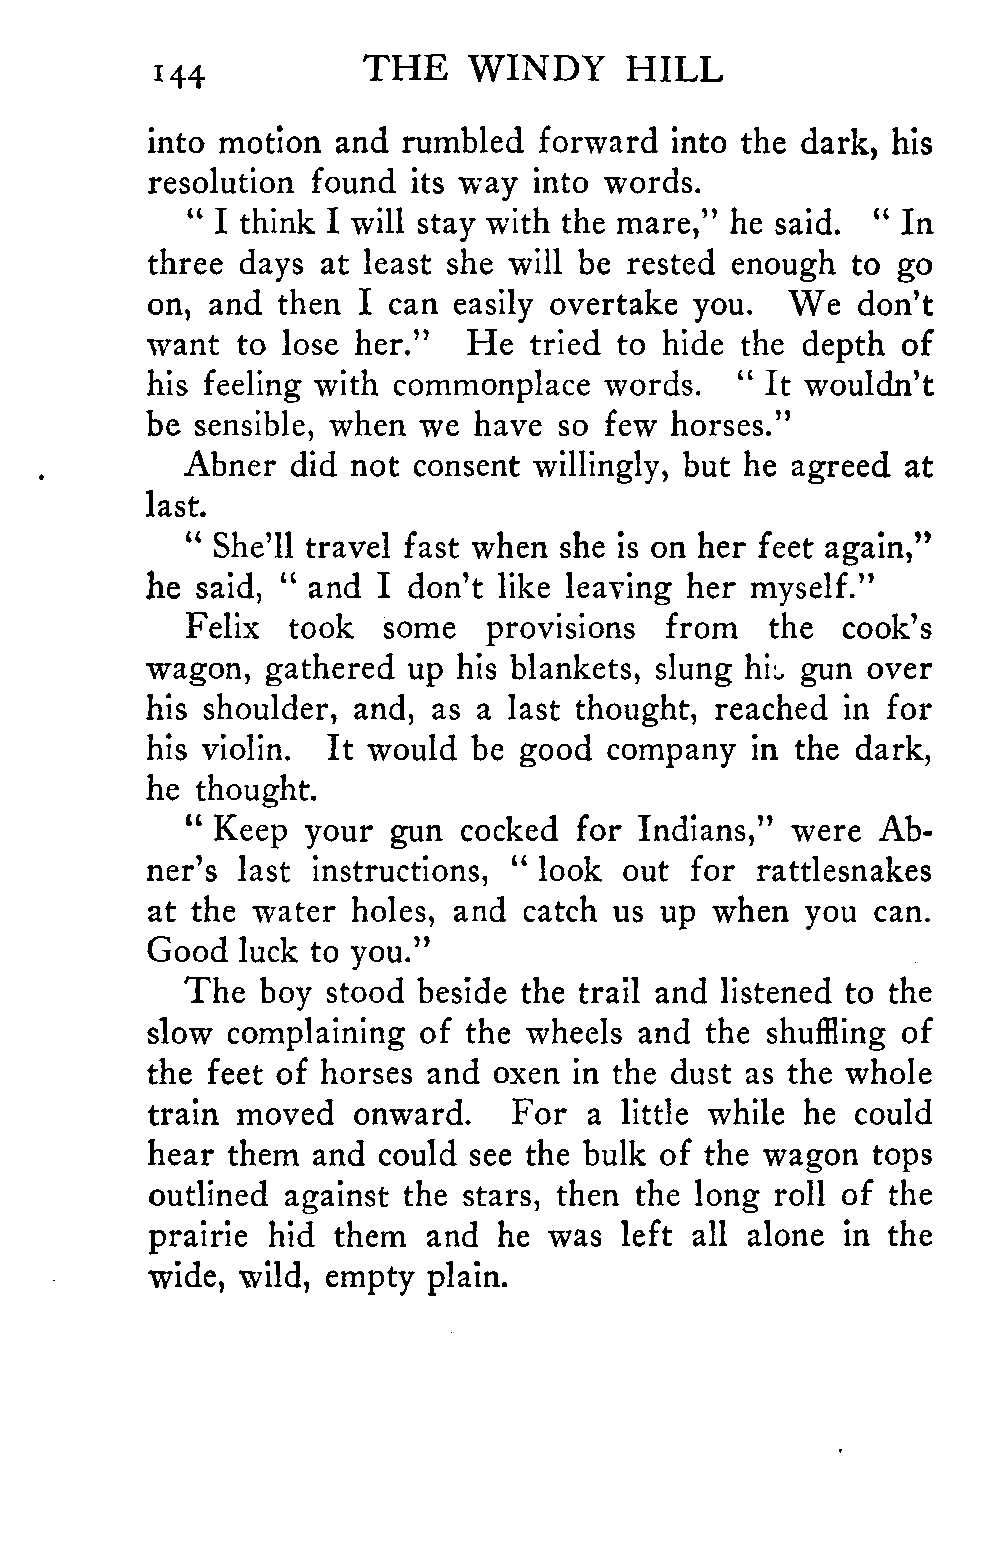 144 THE WINDY HILL
into motion and rumbled forward into the dark, his
resolution found its way into words.
“ I think I will stay with the mare,” he said. “ In
three days at least she will be rested enough to go
on, and then I can easily overtake you. We don’t
want to lose her.” He tried to hide the depth of
his feeling with commonplace words. “ It wouldn’t
be sensible, when we have so few horses.”
Abner did not consent willingly, but he agreed at
last.
“ She’ll travel fast when she is on her feet again,”
he said, “ and I don’t like leaving her myself.”
Felix took some provisions from the cook’s
wagon, gathered up his blankets, slung his gun over
his shoulder, and, as a last thought, reached in for
his violin. It would be good company in the dark,
he thought.
“ Keep your gun cocked for Indians,” were Ab-
ner’s last instructions, “ look out for rattlesnakes
at the water holes, and catch us up when you can.
Good luck to you.”
The boy stood beside the trail and listened to the
slow complaining of the wheels and the shuffling of
the feet of horses and oxen in the dust as the whole
train moved onward. For a little while he could
hear them and could see the bulk of the wagon tops
outlined against the stars, then the long roll of the
prairie hid them and he was left all alone in the
wide, wild, empty plain.